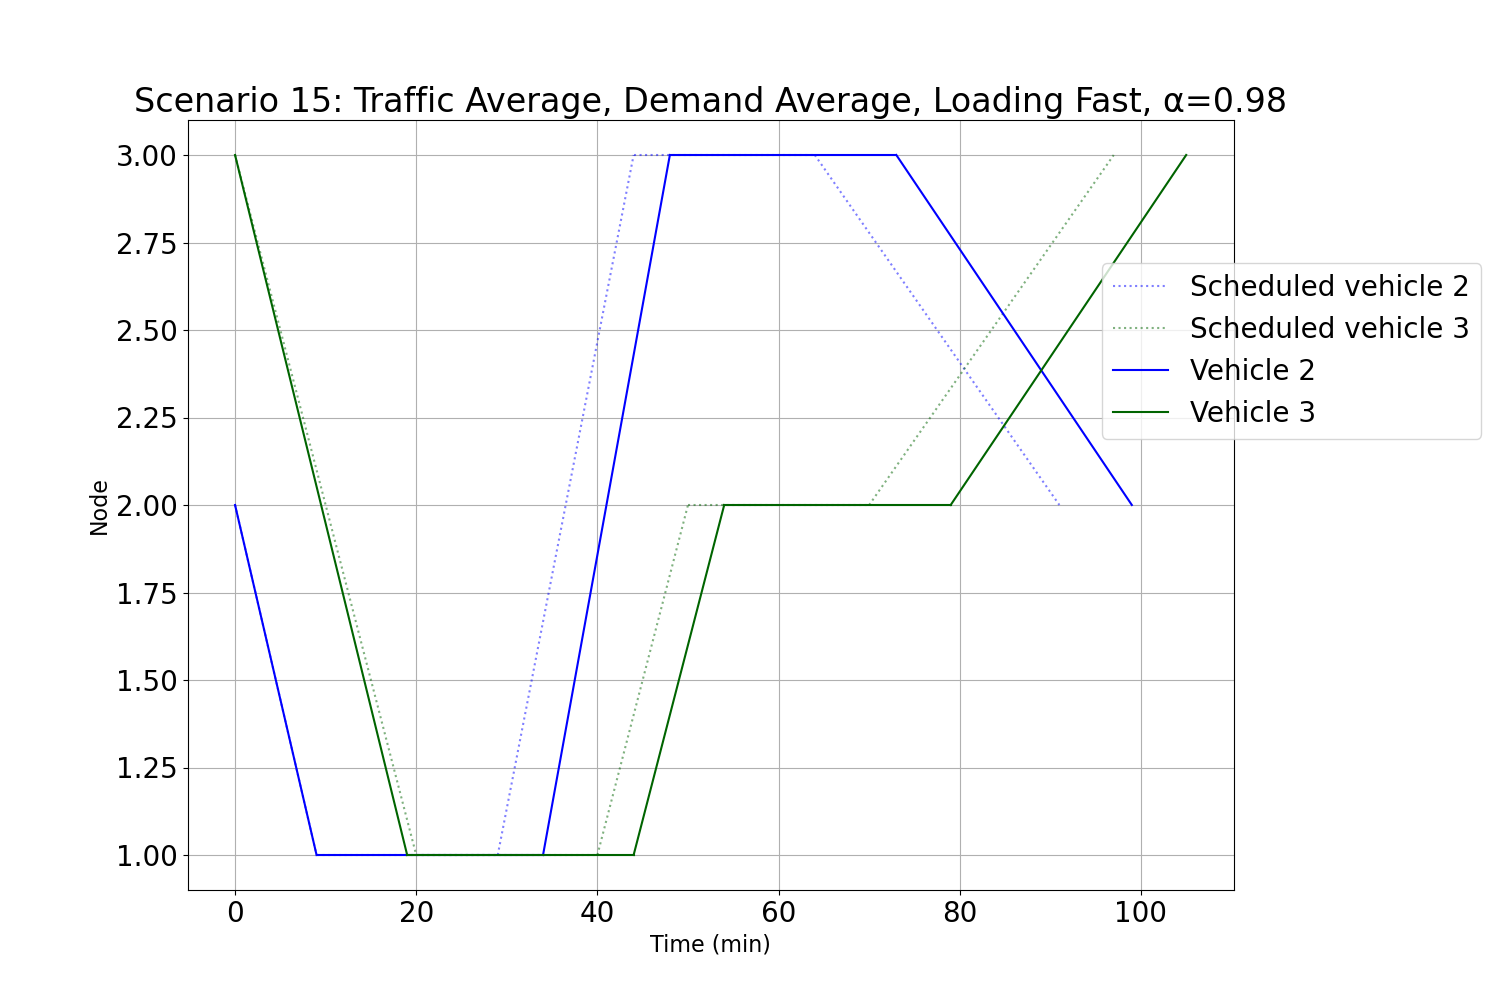 Scenario 15: Traffic Average, Demand Average, Loading Fast, α=0.98
3.00
2.75
2.50
2.25
2.00
1.75
1.50
1.25
1.00
Node
0 20 40 60 80 100
Time (min)
Scheduled vehicle 2
Scheduled vehicle 3
Vehicle 2
Vehicle 3